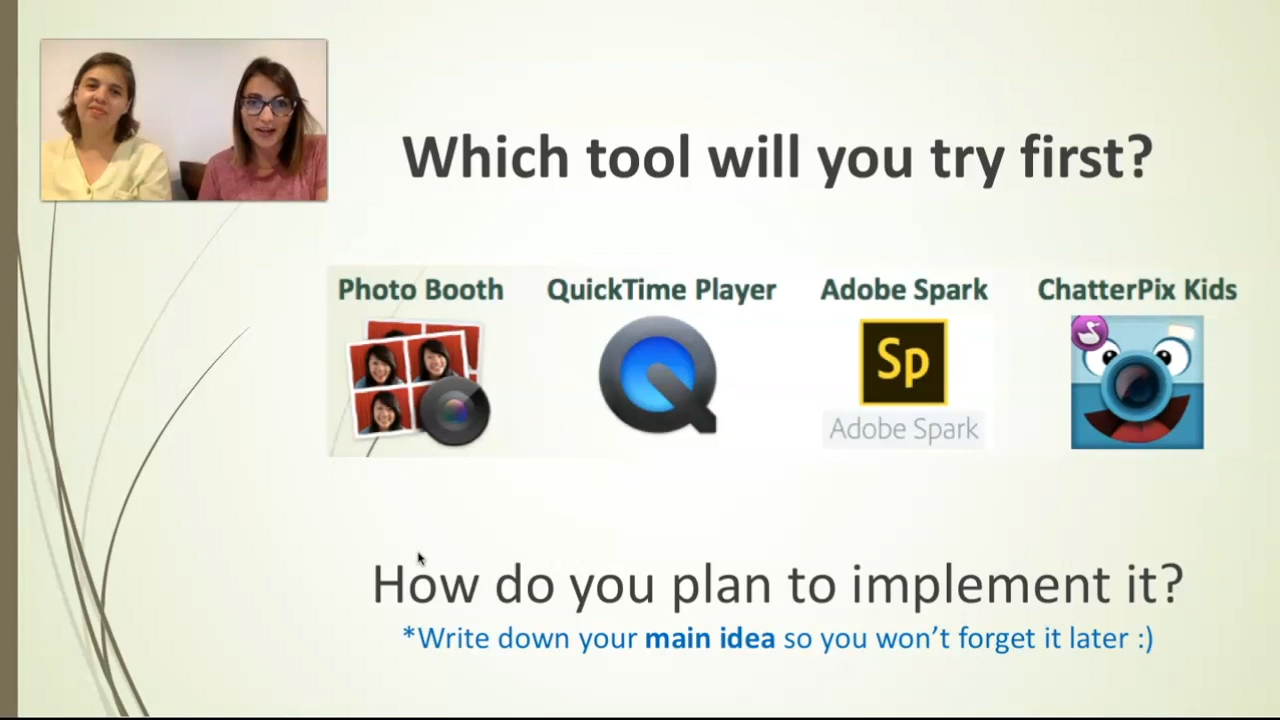 Which tool will you try first?
Photo Booth QuickTime Player Adobe Spark ChatterPix Kids
Sp
Adobe Spark
How do you plan to implement it?
*Write down your main idea so you won’t forget it later :)